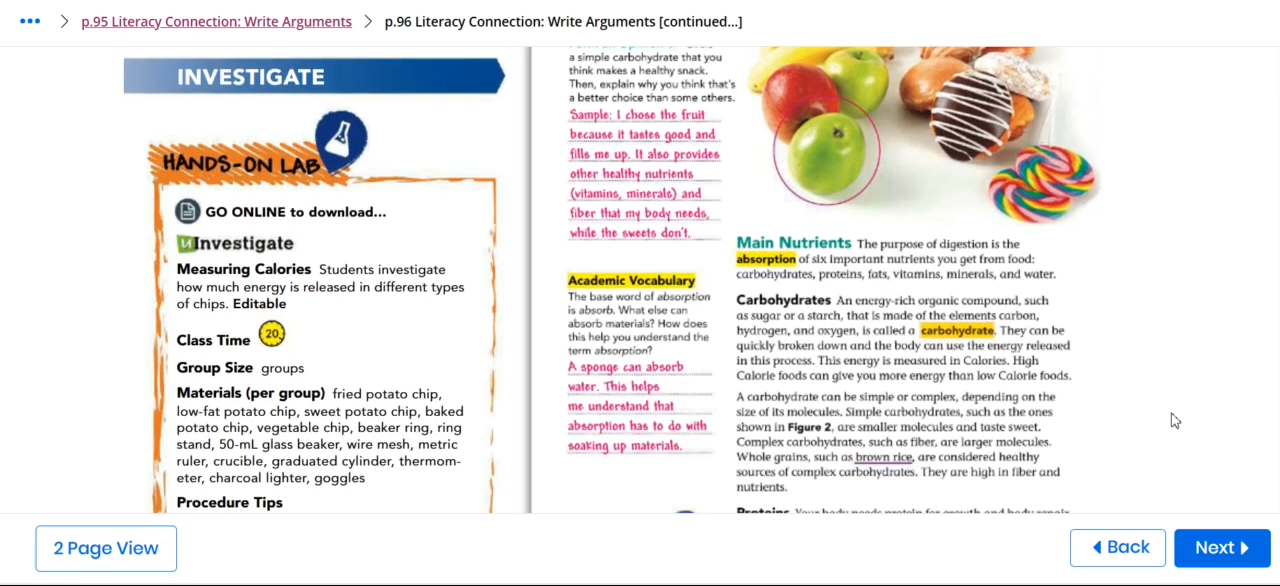 p.95 Literacy Connection: Write Arguments
p.96 Literacy Connection: Write Arguments [continued...]
INVESTIGATE
HANDS-ON LAB
GO ONLINE to download...
uInvestigate
Measuring Calories Students investigate
how much energy is released in different types
of chips. Editable
Class Time 20
Group Size groups
Materials (per group) fried potato chip,
low-fat potato chip, sweet potato chip, baked
potato chip, vegetable chip, beaker ring, ring
stand, 50-mL glass beaker, wire mesh, metric
ruler, crucible, graduated cylinder, thermom-
eter, charcoal lighter, goggles
Procedure Tips
a simple carbohydrate that you
think makes a healthy snack.
Then, explain why you think that's
a better choice than some others.
Sample: I chose the fruit
because it tastes good and
fills me up. It also provides
other healthy nutrients
(vitamins, minerals) and
fiber that my body needs,
while the sweets don't.
Academic Vocabulary
The base word of absorption
is absorb. What else can
absorb materials? How does
this help you understand the
term absorption?
A sponge can absorb
water. This helps
me understand that
absorption has to do with
soaking up materials.
Main Nutrients The purpose of digestion is the
absorption of six important nutrients you get from food:
carbohydrates, proteins, fats, vitamins, minerals, and water.
Carbohydrates An energy-rich organic compound, such
as sugar or a starch, that is made of the elements carbon,
hydrogen, and oxygen, is called a carbohydrate. They can be
quickly broken down and the body can use the energy released
in this process. This energy is measured in Calories. High
Calorie foods can give you more energy than low Calorie foods.
A carbohydrate can be simple or complex, depending on the
size of its molecules. Simple carbohydrates, such as the ones
shown in Figure 2, are smaller molecules and taste sweet.
Complex carbohydrates, such as fiber, are larger molecules.
Whole grains, such as brown rice, are considered healthy
sources of complex carbohydrates. They are high in fiber and
nutrients.
Proteins Your body needs protein for growth and body repair.
2 Page View
Back
Next